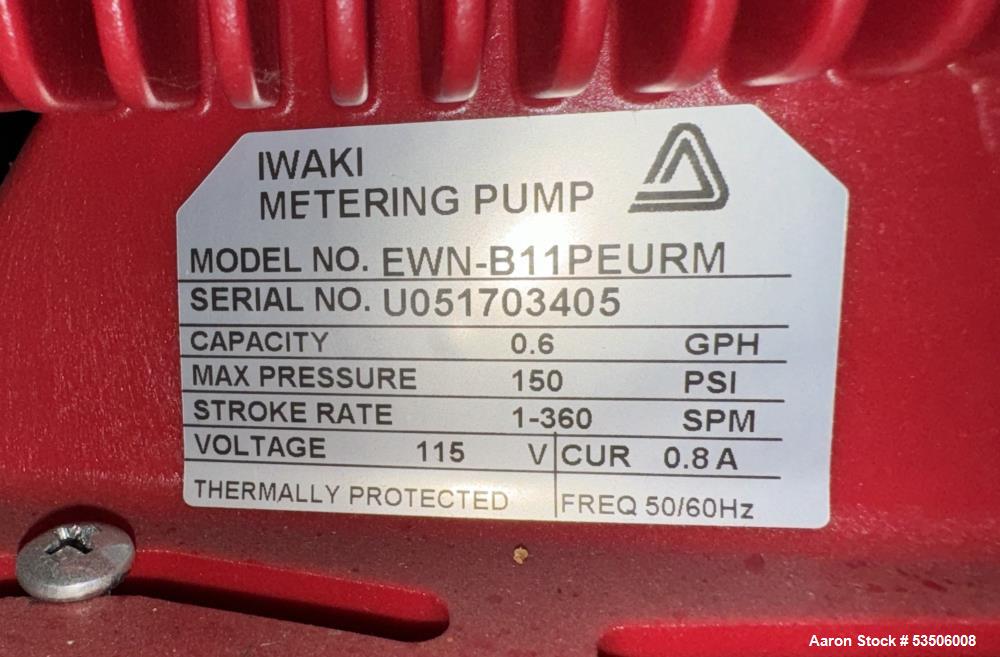 IWAKI
METERING PUMP
MODEL NO. EWN-B11PEURM
SERIAL NO. U051703405
CAPACITY 0.6 GPH
MAX PRESSURE 150 PSI
STROKE RATE 1-360 SPM
VOLTAGE 115 V CUR 0.8 A
THERMALLY PROTECTED FREQ 50/60Hz
Aaron Stock # 53506008